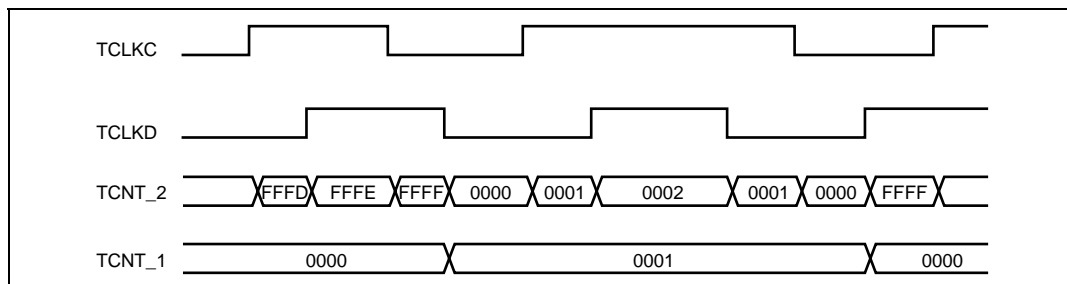 TCLKC
TCLKD
TCNT_2 FFFD FFFE FFFF 0000 0001 0002 0001 0000 FFFF
TCNT_1 0000 0001 0000